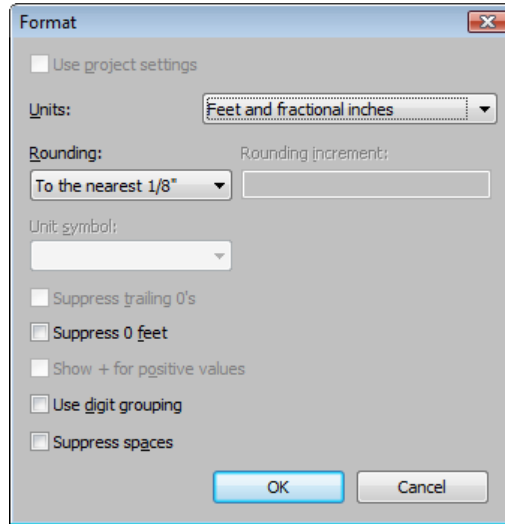 Format
Use project settings
Units: Feet and fractional inches
Rounding: Rounding increment:
To the nearest 1/8"
Unit symbol:
Suppress trailing 0's
Suppress 0 feet
Show + for positive values
Use digit grouping
Suppress spaces
OK Cancel